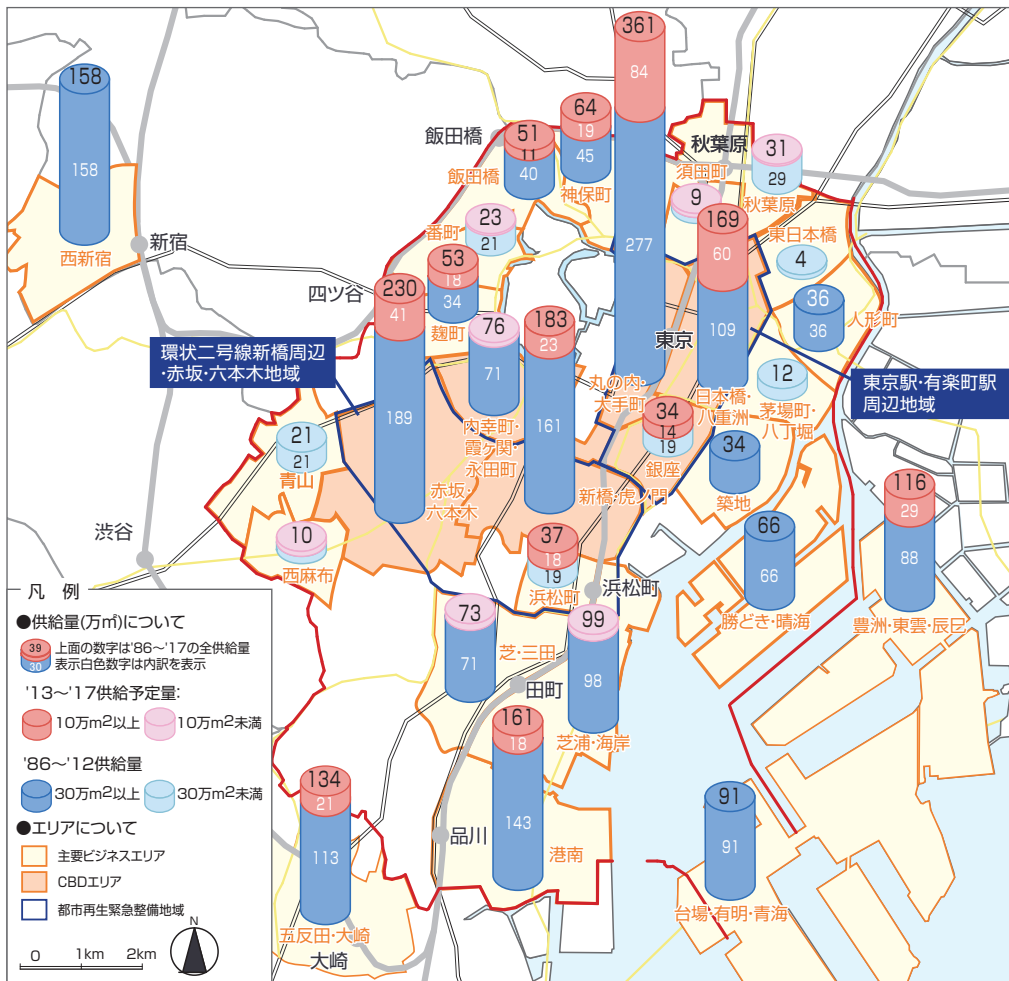 361
84
277
丸の内・
大手町
158
158
西新宿
新宿
飯田橋
51
11
40
飯田橋
64
19
45
神保町
秋葉原
須田町
9
31
29
秋葉原
169
60
109
日本橋・
八重洲
東京
東日本橋
4
36
36
人形町
番町
23
21
四ツ谷
53
18
34
麹町
230
41
189
赤坂・
六本木
76
71
内幸町・
霞ヶ関・
永田町
183
23
161
新橋・虎ノ門
環状二号線新橋周辺
・赤坂・六本木地域
東京駅・有楽町駅
周辺地域
12
茅場町・
八丁堀
34
14
19
銀座
34
築地
21
21
青山
渋谷
10
西麻布
37
18
19
浜松町
浜松町
66
66
勝どき・晴海
116
29
88
豊洲・東雲・辰巳
73
71
芝・三田
99
98
芝浦・海岸
田町
161
18
143
港南
品川
134
21
113
五反田・大崎
大崎
91
91
台場・有明・青海
凡 例
●供給量(万㎡)について
39
30
上面の数字は'86~'17の全供給量
表示白色数字は内訳を表示
'13~'17供給予定量:
10万m2以上
10万m2未満
'86~'12供給量
30万m2以上
30万m2未満
●エリアについて
主要ビジネスエリア
CBDエリア
都市再生緊急整備地域
0 1km 2km
N